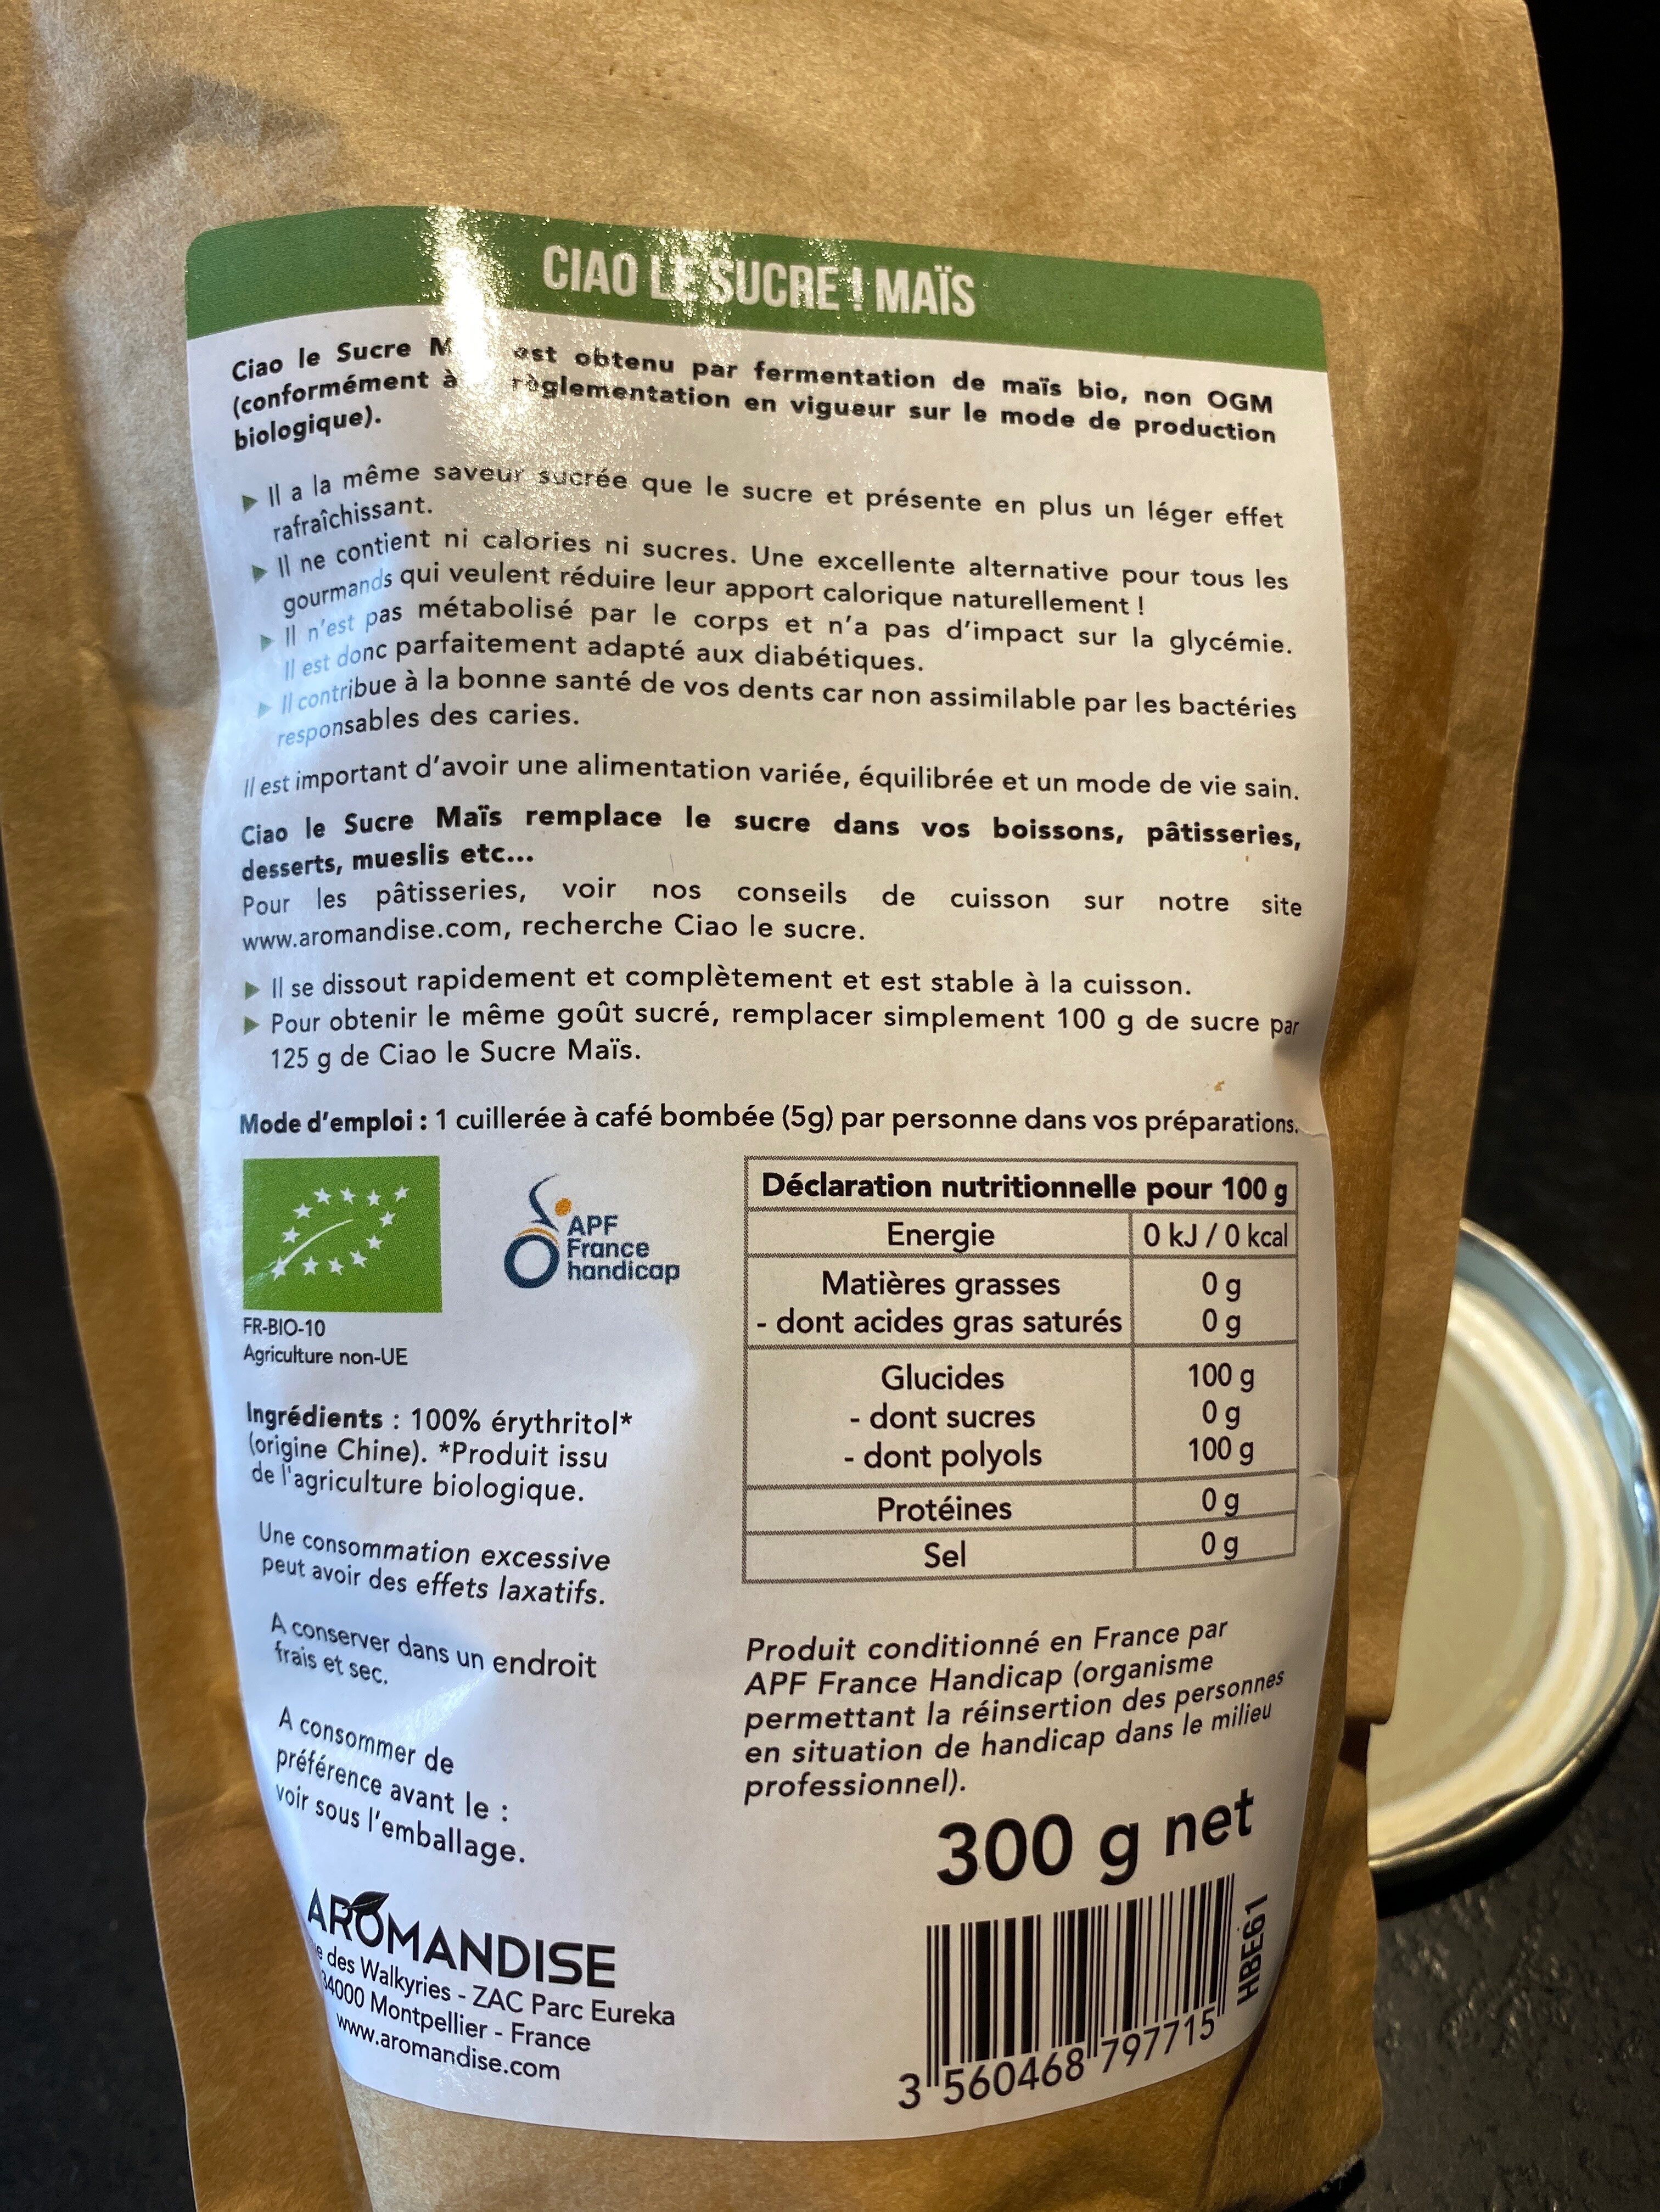 CIAO LE SUCRE ! MAÏS
Ciao le Sucre est obtenu par fermentation de maïs bio, non OGM
(conformément à règlementation en vigueur sur le mode de production
biologique).
▶ Il a la même saveur sucrée que le sucre et présente en plus un léger effet
rafraîchissant.
▶ Il ne contient ni calories ni sucres. Une excellente alternative pour tous les
gourmands qui veulent réduire leur apport calorique naturellement !
▶ Il n'est pas métabolisé par le corps et n'a pas d'impact sur la glycémie.
Il est donc parfaitement adapté aux diabétiques.
▶ Il contribue à la bonne santé de vos dents car non assimilable par les bactéries
responsables des caries.
Il est important d'avoir une alimentation variée, équilibrée et un mode de vie sain.
Ciao le Sucre Maïs remplace le sucre dans vos boissons, pâtisseries,
desserts, mueslis etc...
Pour les pâtisseries, voir nos conseils de cuisson sur notre site
www.aromandise.com, recherche Ciao le sucre.
▶ Il se dissout rapidement et complètement et est stable à la cuisson.
▶ Pour obtenir le même goût sucré, remplacer simplement 100 g de sucre par
125 g de Ciao le Sucre Maïs.
Mode d'emploi : 1 cuillerée à café bombée (5g) par personne dans vos préparations.
APF
France
handicap
FR-BIO-10
Agriculture non-UE
Ingrédients : 100% érythritol*
(origine Chine). *Produit issu
de l'agriculture biologique.
Une consommation excessive
peut avoir des effets laxatifs.
A conserver dans un endroit
frais et sec.
A consommer de
préférence avant le :
voir sous l'emballage.
AROMANDISE
des Walkyries - ZAC Parc Eureka
34000 Montpellier - France
www.aromandise.com
Déclaration nutritionnelle pour 100 g
Energie 0 kJ / 0 kcal
Matières grasses 0 g
- dont acides gras saturés 0 g
Glucides 100 g
- dont sucres 0 g
- dont polyols 100 g
Protéines 0 g
Sel 0 g
Produit conditionné en France par
APF France Handicap (organisme
permettant la réinsertion des personnes
en situation de handicap dans le milieu
professionnel).
300 g net
HBE61
3 560468 797715